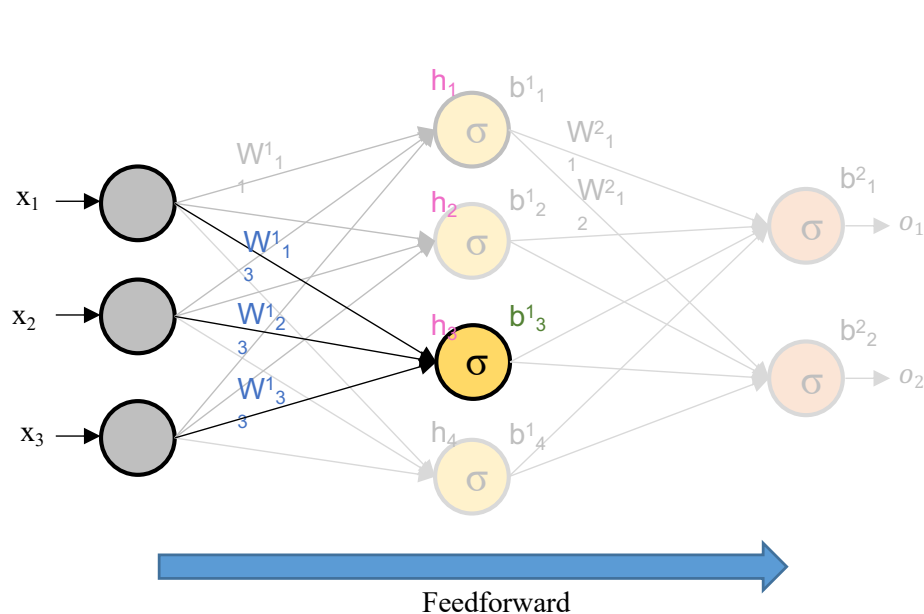 h₁
b¹₁
σ
W¹₁
1
W²₁
1
x₁
h₂
b¹₂
W²₁
2
b²₁
σ
σ
o₁
W¹₁
3
x₂
W¹₂
3
h₃
b¹₃
b²₂
σ
σ
o₂
W¹₃
3
x₃
h₄
b¹₄
σ
Feedforward